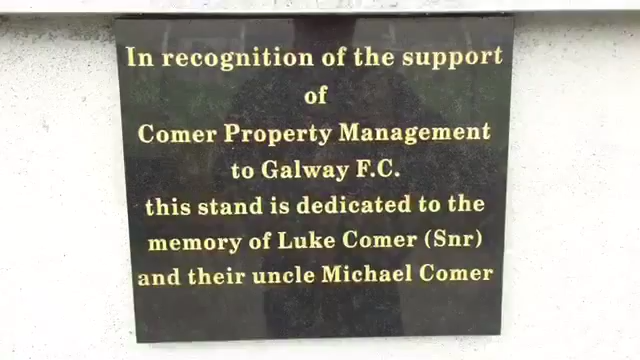 In recognition of the support
of
Comer Property Management
to Galway F.C.
this stand is dedicated to the
memory of Luke Comer (Snr)
and their uncle Michael Comer